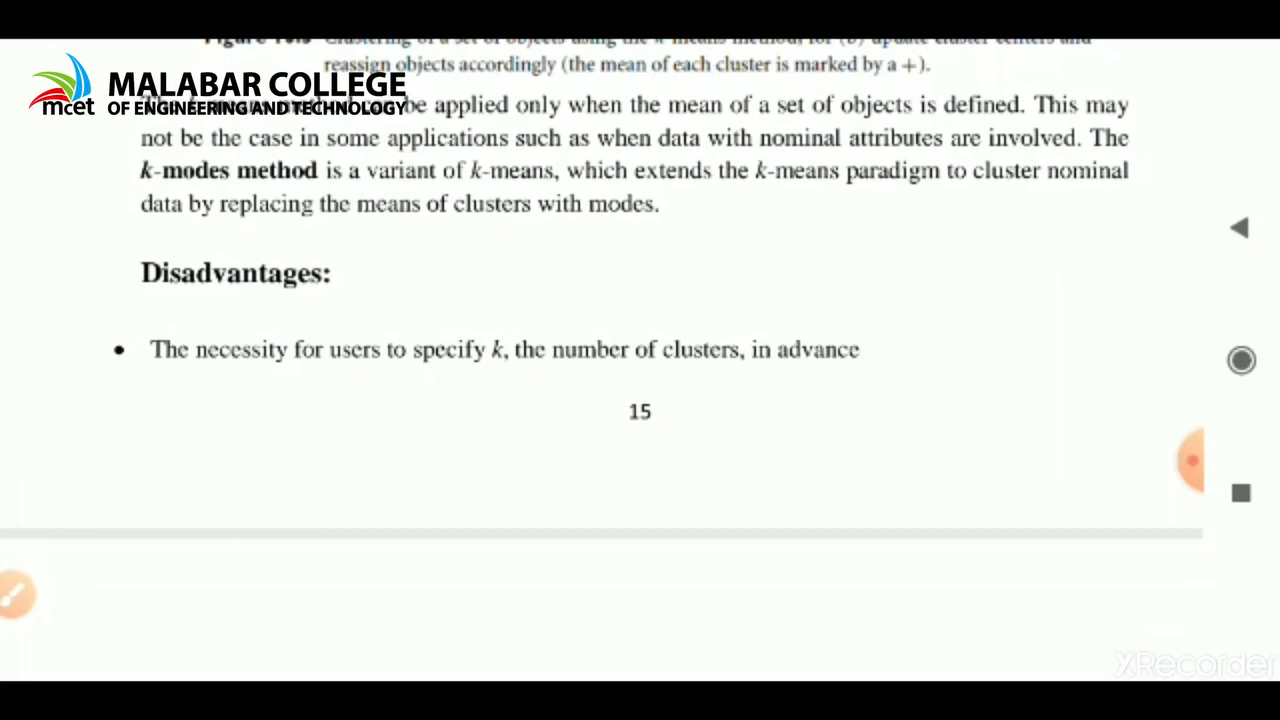 reassign objects accordingly (the mean of each cluster is marked by a +).
MALABAR COLLEGE
OF ENGINEERING AND TECHNOLOGY
mcet
be applied only when the mean of a set of objects is defined. This may
not be the case in some applications such as when data with nominal attributes are involved. The
k-modes method is a variant of k-means, which extends the k-means paradigm to cluster nominal
data by replacing the means of clusters with modes.
Disadvantages:
• The necessity for users to specify k, the number of clusters, in advance
15
XRecorder